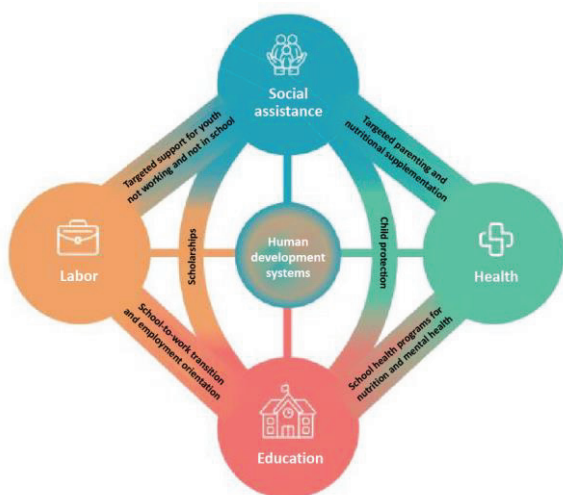 Social
assistance
Targeted support for youth
not working and not in school
Targeted parenting and
nutritional supplementation
Labor
Scholarships
Human
development
systems
Child protection
Health
School-to-work transition
and employment orientation
School health programs for
nutrition and mental health
Education